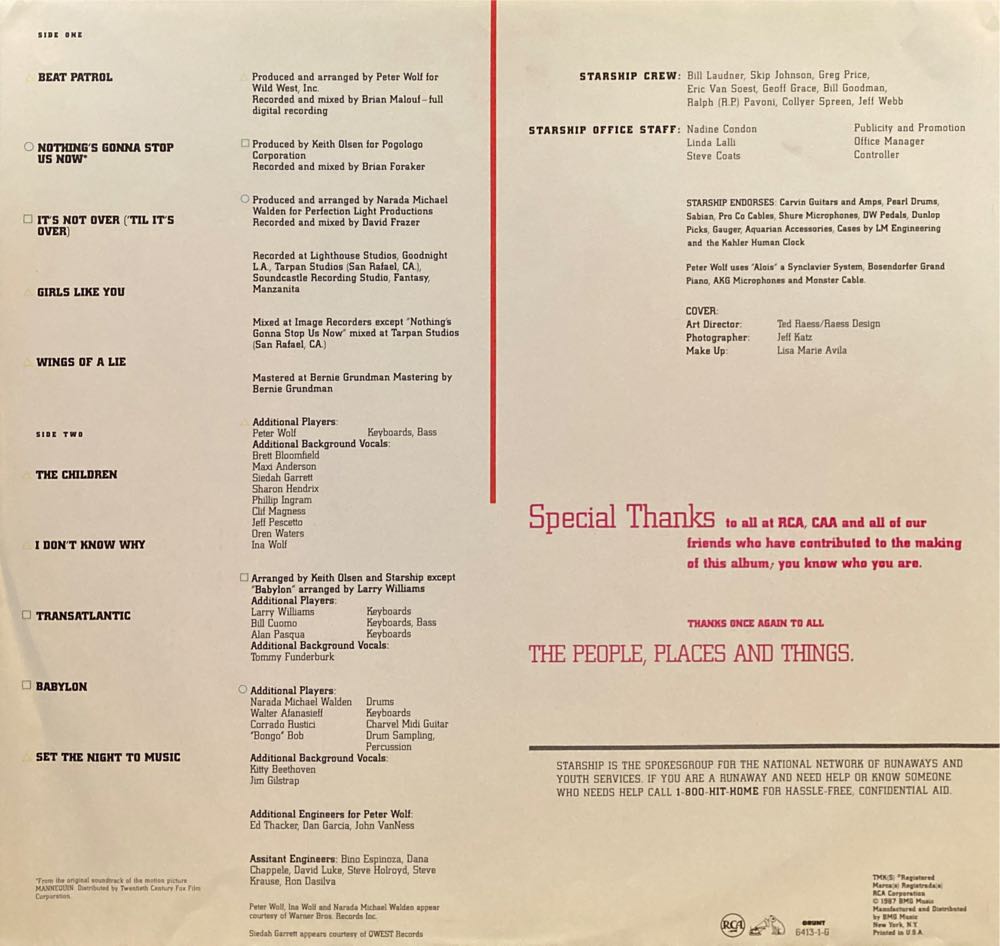 SIDE ONE
BEAT PATROL
NOTHING'S GONNA STOP
US NOW*
IT'S NOT OVER ('TIL IT'S
OVER)
GIRLS LIKE YOU
WINGS OF A LIE
SIDE TWO
THE CHILDREN
I DON'T KNOW WHY
TRANSATLANTIC
BABYLON
SET THE NIGHT TO MUSIC
*From the original soundtrack of the motion picture
MANNEQUIN. Distributed by Twentieth Century Fox Film
Corporation.
Produced and arranged by Peter Wolf for
Wild West, Inc.
Recorded and mixed by Brian Malouf–full
digital recording
Produced by Keith Olsen for Pogologo
Corporation
Recorded and mixed by Brian Foraker
Produced and arranged by Narada Michael
Walden for Perfection Light Productions
Recorded and mixed by David Frazer
Recorded at Lighthouse Studios, Goodnight
L.A., Tarpan Studios (San Rafael, CA.),
Soundcastle Recording Studio, Fantasy,
Manzanita
Mixed at Image Recorders except "Nothing's
Gonna Stop Us Now" mixed at Tarpan Studios
(San Rafael, CA.)
Mastered at Bernie Grundman Mastering by
Bernie Grundman
Additional Players:
Peter Wolf Keyboards, Bass
Additional Background Vocals:
Brett Bloomfield
Maxi Anderson
Siedah Garrett
Sharon Hendrix
Phillip Ingram
Clif Magness
Jeff Pescetto
Oren Waters
Ina Wolf
Arranged by Keith Olsen and Starship except
"Babylon" arranged by Larry Williams
Additional Players:
Larry Williams Keyboards
Bill Cuomo Keyboards, Bass
Alan Pasqua Keyboards
Additional Background Vocals:
Tommy Funderburk
Additional Players:
Narada Michael Walden Drums
Walter Afanasieff Keyboards
Corrado Rustici Charvel Midi Guitar
"Bongo" Bob Drum Sampling,
Percussion
Additional Background Vocals:
Kitty Beethoven
Jim Gilstrap
Additional Engineers for Peter Wolf:
Ed Thacker, Dan Garcia, John VanNess
Assitant Engineers: Bino Espinoza, Dana
Chappele, David Luke, Steve Holroyd, Steve
Krause, Ron Dasilva
Peter Wolf, Ina Wolf and Narada Michael Walden appear
courtesy of Warner Bros. Records Inc.
Siedah Garrett appears courtesy of QWEST Records
STARSHIP CREW: Bill Laudner, Skip Johnson, Greg Price,
Eric Van Soest, Geoff Grace, Bill Goodman,
Ralph (R.P.) Pavoni, Collyer Spreen, Jeff Webb
STARSHIP OFFICE STAFF: Nadine Condon Publicity and Promotion
Linda Lalli Office Manager
Steve Coats Controller
STARSHIP ENDORSES: Carvin Guitars and Amps, Pearl Drums,
Sabian, Pro Co Cables, Shure Microphones, DW Pedals, Dunlop
Picks, Gauger, Aquarian Accessories, Cases by LM Engineering
and the Kahler Human Clock
Peter Wolf uses "Alois" a Synclavier System, Bosendorfer Grand
Piano, AKG Microphones and Monster Cable.
COVER:
Art Director: Ted Raess/Raess Design
Photographer: Jeff Katz
Make Up: Lisa Marie Avila
Special Thanks to all at RCA, CAA and all of our
friends who have contributed to the making
of this album; you know who you are.
THANKS ONCE AGAIN TO ALL
THE PEOPLE, PLACES AND THINGS.
STARSHIP IS THE SPOKESGROUP FOR THE NATIONAL NETWORK OF RUNAWAYS AND
YOUTH SERVICES. IF YOU ARE A RUNAWAY AND NEED HELP OR KNOW SOMEONE
WHO NEEDS HELP CALL 1-800-HIT-HOME FOR HASSLE-FREE, CONFIDENTIAL AID.
RCA
GRUNT
6413-1-G
TMK(S) ®Registered
Marca(s) Registrada(s)
RCA Corporation
© 1987 BMG Music
Manufactured and Distributed
by BMG Music
New York, N.Y.
Printed in U.S.A.